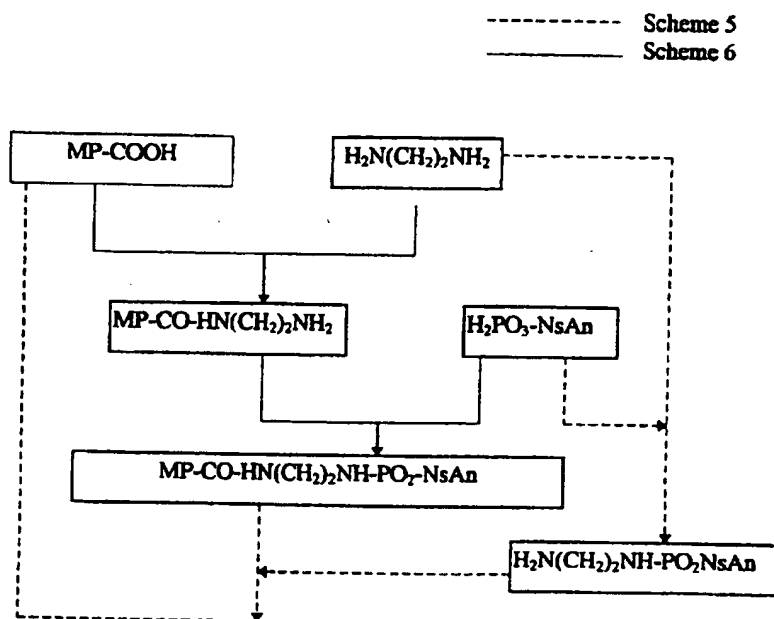 Scheme 5
Scheme 6
MP-COOH
H₂N(CH₂)₂NH₂
MP-CO-HN(CH₂)₂NH₂
H₂PO₃-NsAn
MP-CO-HN(CH₂)₂NH-PO₂-NsAn
H₂N(CH₂)₂NH-PO₂NsAn